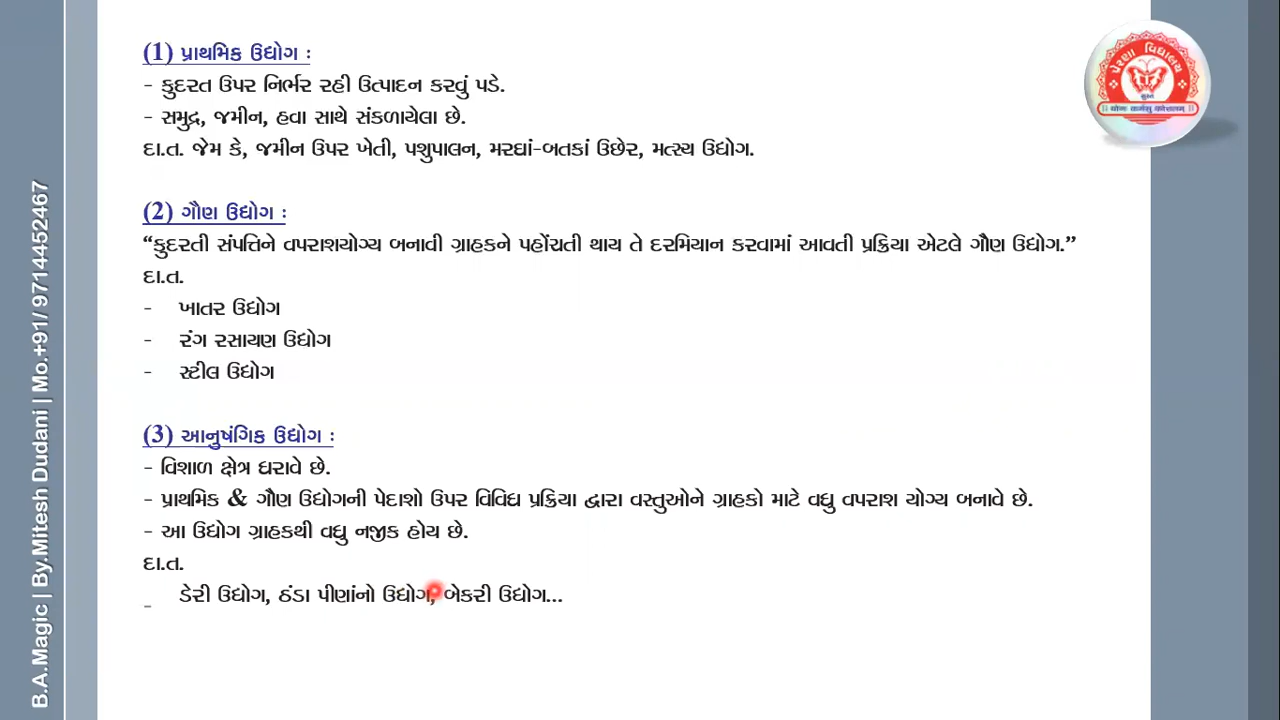 (1) પ્રાથમિક ઉદ્યોગ :
- કુદરત ઉપર નિર્ભર રહી ઉત્પાદન કરવું પડે.
- સમુદ્ર, જમીન, હવા સાથે સંકળાયેલા છે.
દા.ત. જેમ કે, જમીન ઉપર ખેતી, પશુપાલન, મરઘાં-બતકાં ઉછેર, મત્સ્ય ઉદ્યોગ.
(2) ગૌણ ઉદ્યોગ :
“કુદરતી સંપત્તિને વપરાશયોગ્ય બનાવી ગ્રાહકને પહોંચતી થાય તે દરમિયાન કરવામાં આવતી પ્રક્રિયા એટલે ગૌણ ઉદ્યોગ.”
દા.ત.
- ખાતર ઉદ્યોગ
- રંગ રસાયણ ઉદ્યોગ
- સ્ટીલ ઉદ્યોગ
(3) આનુષંગિક ઉદ્યોગ :
- વિશાળ ક્ષેત્ર ધરાવે છે.
- પ્રાથમિક & ગૌણ ઉદ્યોગની પેદાશો ઉપર વિવિધ પ્રક્રિયા દ્વારા વસ્તુઓને ગ્રાહકો માટે વધુ વપરાશ યોગ્ય બનાવે છે.
- આ ઉદ્યોગ ગ્રાહકથી વધુ નજીક હોય છે.
દા.ત.
- ડેરી ઉદ્યોગ, ઠંડા પીણાંનો ઉદ્યોગ, બેકરી ઉદ્યોગ...
B.A.Magic | By.Mitesh Dudani | Mo.+91/ 9714452467
પ્રેરણા વિદ્યાલય
સુરત